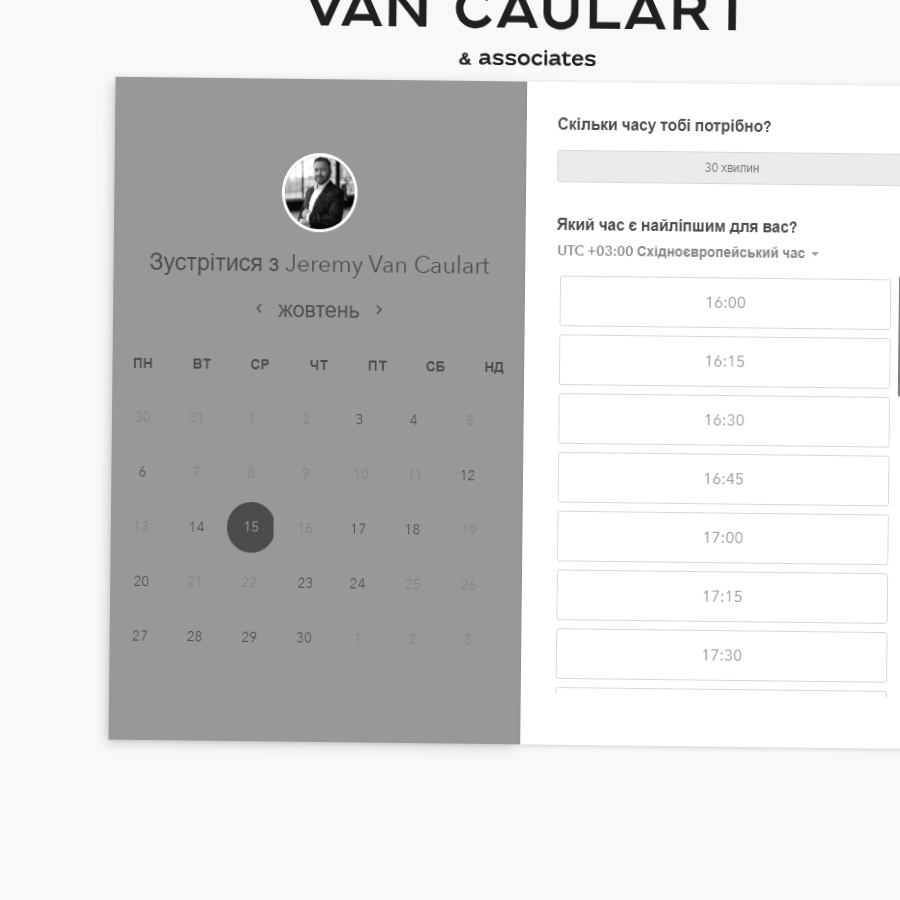 VAN CAULART
& associates
Зустрітися з Jeremy Van Caulart
жовтень
ПН ВТ СР ЧТ ПТ СБ НД
30 31 1 2 3 4 5
6 7 8 9 10 11 12
13 14 15 16 17 18 19
20 21 22 23 24 25 26
27 28 29 30 1 2 3
Скільки часу тобі потрібно?
30 хвилин
Який час є найліпшим для вас?
UTC +03:00 Східноєвропейський час
16:00
16:15
16:30
16:45
17:00
17:15
17:30